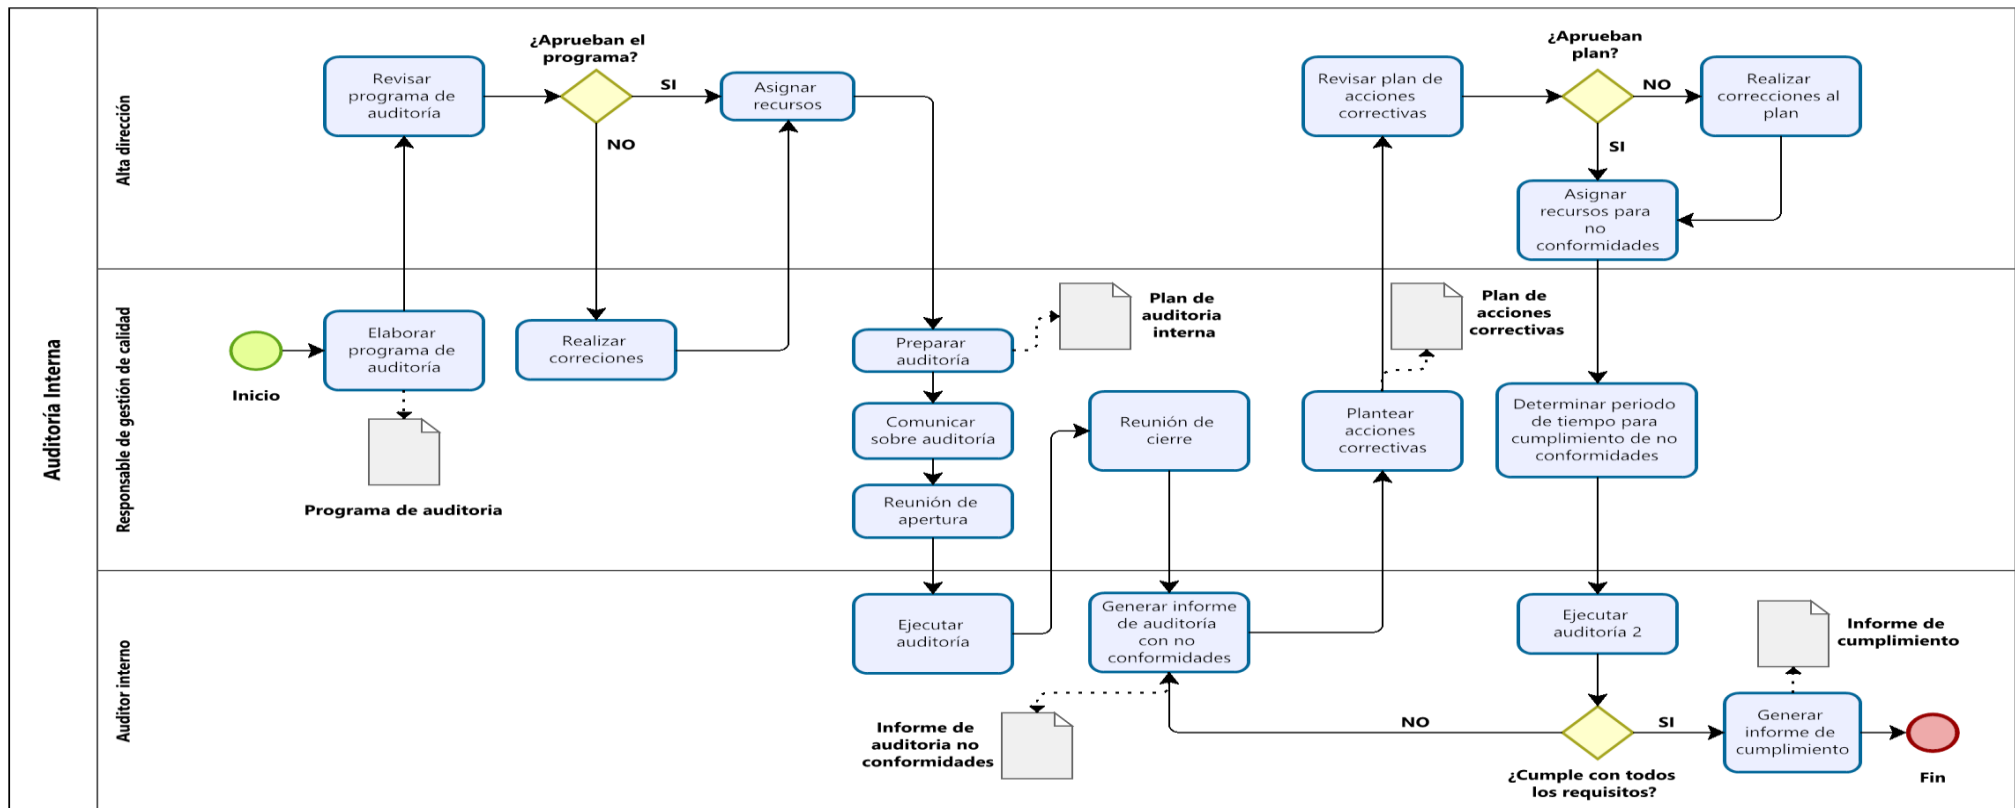 Auditoría Interna
Alta dirección
¿Aprueban el
programa?
Revisar
programa de
auditoría
SI
NO
Asignar
recursos
Revisar plan de
acciones
correctivas
¿Aprueban
plan?
NO
SI
Realizar
correcciones al
plan
Asignar
recursos para
no
conformidades
Responsable de gestión de calidad
Inicio
Elaborar
programa de
auditoría
Programa de auditoria
Realizar
correciones
Preparar
auditoría
Plan de
auditoria
interna
Comunicar
sobre auditoría
Reunión de
apertura
Reunión de
cierre
Plan de
acciones
correctivas
Plantear
acciones
correctivas
Determinar periodo
de tiempo para
cumplimiento de no
conformidades
Auditor interno
Ejecutar
auditoría
Generar informe
de auditoría
con no
conformidades
Informe de
auditoria no
conformidades
Ejecutar
auditoría 2
NO
SI
¿Cumple con todos
los requisitos?
Informe de
cumplimiento
Generar
informe de
cumplimiento
Fin